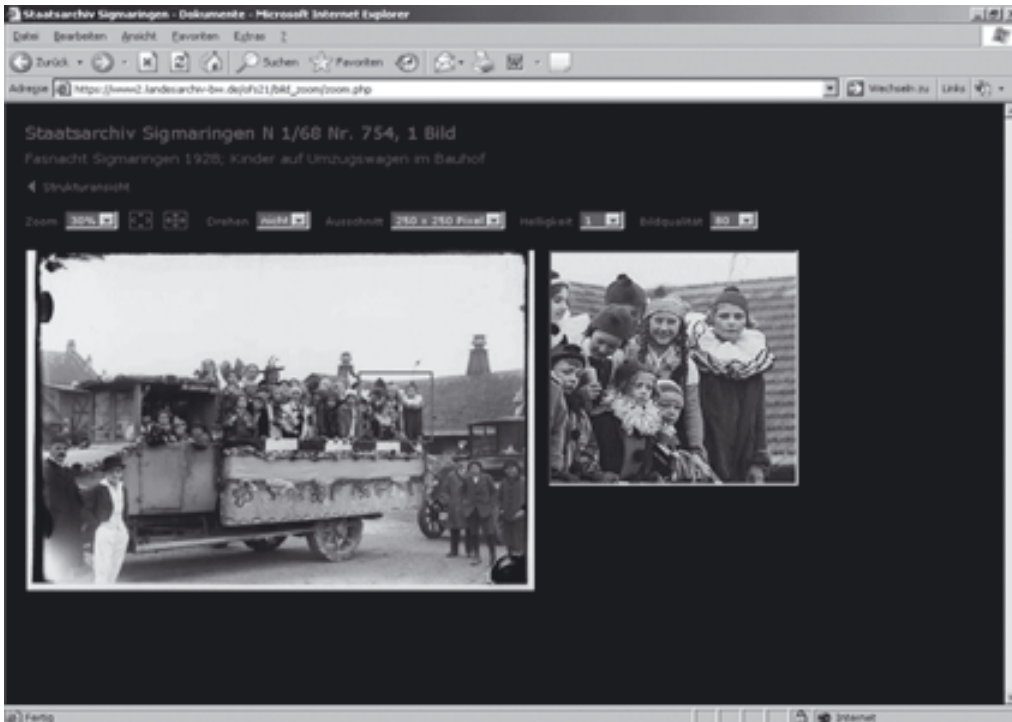 Staatsarchiv Sigmaringen - Dokumente - Microsoft Internet Explorer
Datei Bearbeiten Ansicht Favoriten Extras ?
Zurück Suchen Favoriten
Adresse https://www2.landesarchiv-bw.de/ofs21/bild_zoom/zoom.php Wechseln zu Links
Staatsarchiv Sigmaringen N 1/68 Nr. 754, 1 Bild
Fasnacht Sigmaringen 1928; Kinder auf Umzugswagen im Bauhof
Strukturansicht
Zoom 30% Drehen nicht Ausschnitt 250 x 250 Pixel Helligkeit 1 Bildqualität 80
Fertig Internet